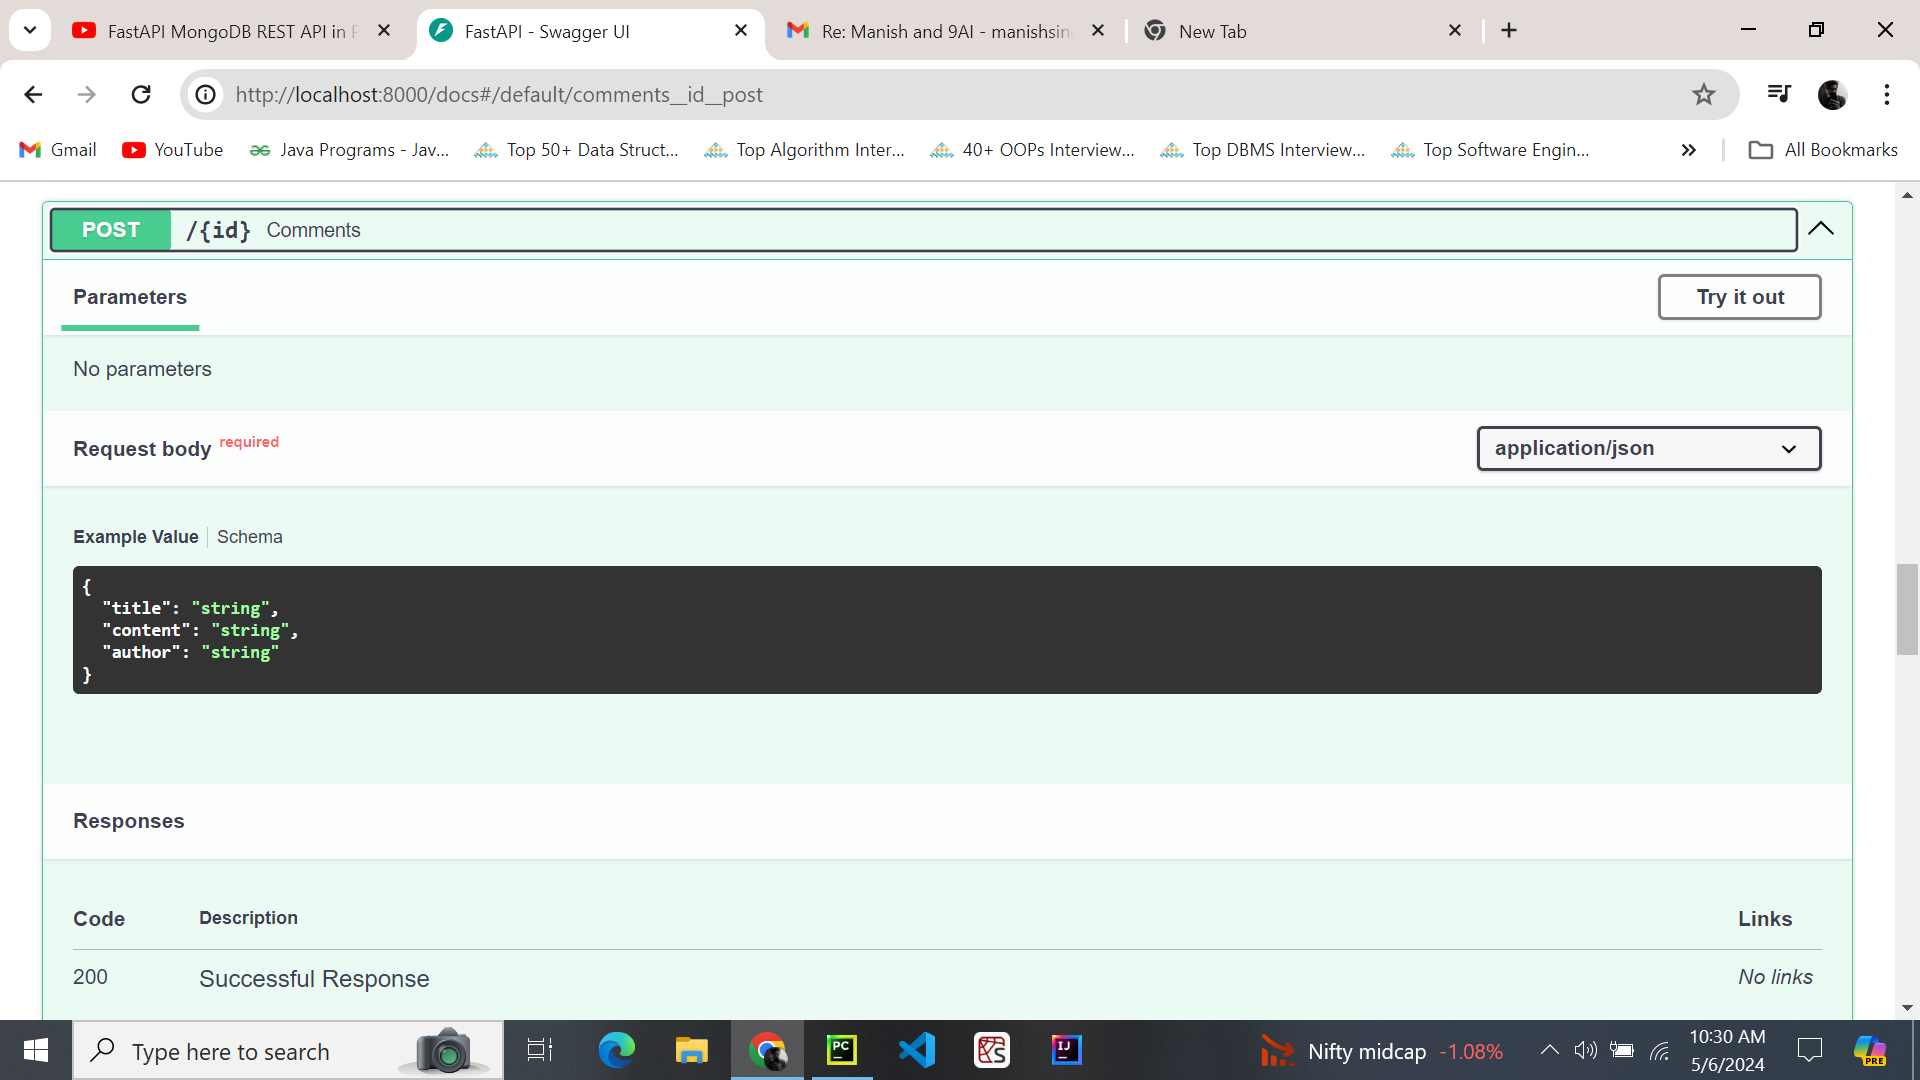 FastAPI MongoDB REST API in P
FastAPI - Swagger UI
Re: Manish and 9AI - manishsin
New Tab
http://localhost:8000/docs#/default/comments__id__post
Gmail
YouTube
Java Programs - Jav...
Top 50+ Data Struct...
Top Algorithm Inter...
40+ OOPs Interview...
Top DBMS Interview...
Top Software Engin...
All Bookmarks
POST /{id} Comments
Parameters
Try it out
No parameters
Request body required
application/json
Example Value | Schema
{
"title": "string",
"content": "string",
"author": "string"
}
Responses
Code Description Links
200 Successful Response No links
Type here to search
PC
IJ
Nifty midcap -1.08%
10:30 AM
5/6/2024
PRE